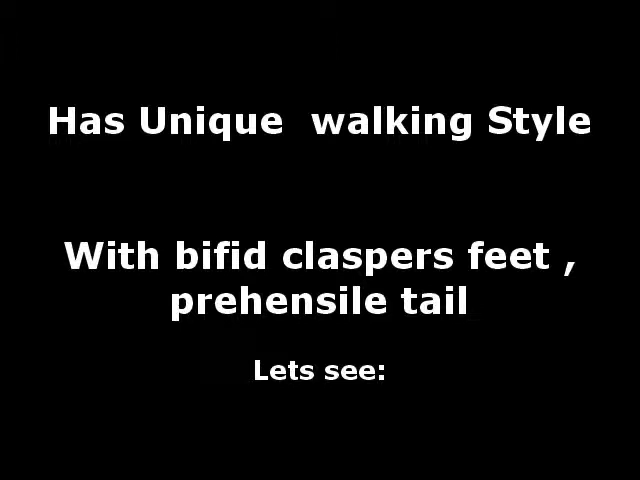 Has Unique  walking Style
With bifid claspers feet ,
prehensile tail
Lets see: